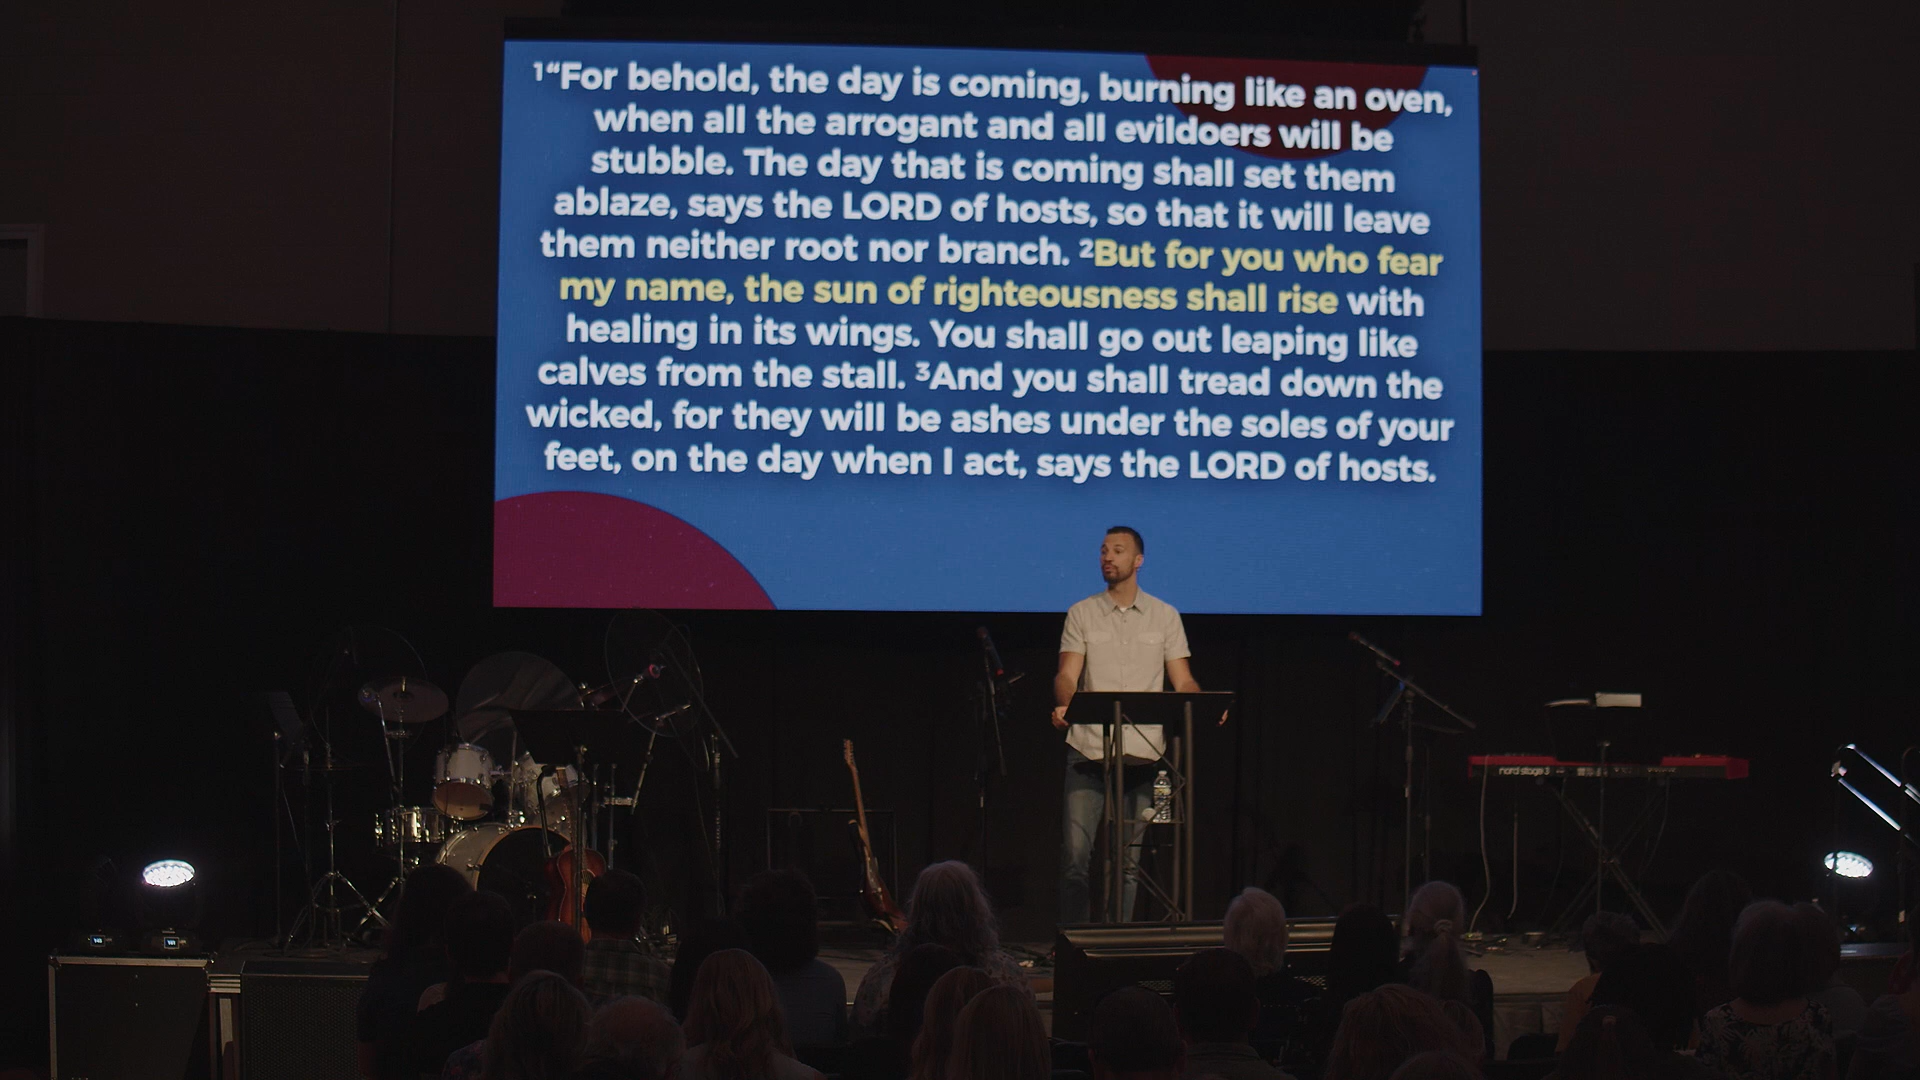 ¹“For behold, the day is coming, burning like an oven,
when all the arrogant and all evildoers will be
stubble. The day that is coming shall set them
ablaze, says the LORD of hosts, so that it will leave
them neither root nor branch. ²But for you who fear
my name, the sun of righteousness shall rise with
healing in its wings. You shall go out leaping like
calves from the stall. ³And you shall tread down the
wicked, for they will be ashes under the soles of your
feet, on the day when I act, says the LORD of hosts.
nord stage 3